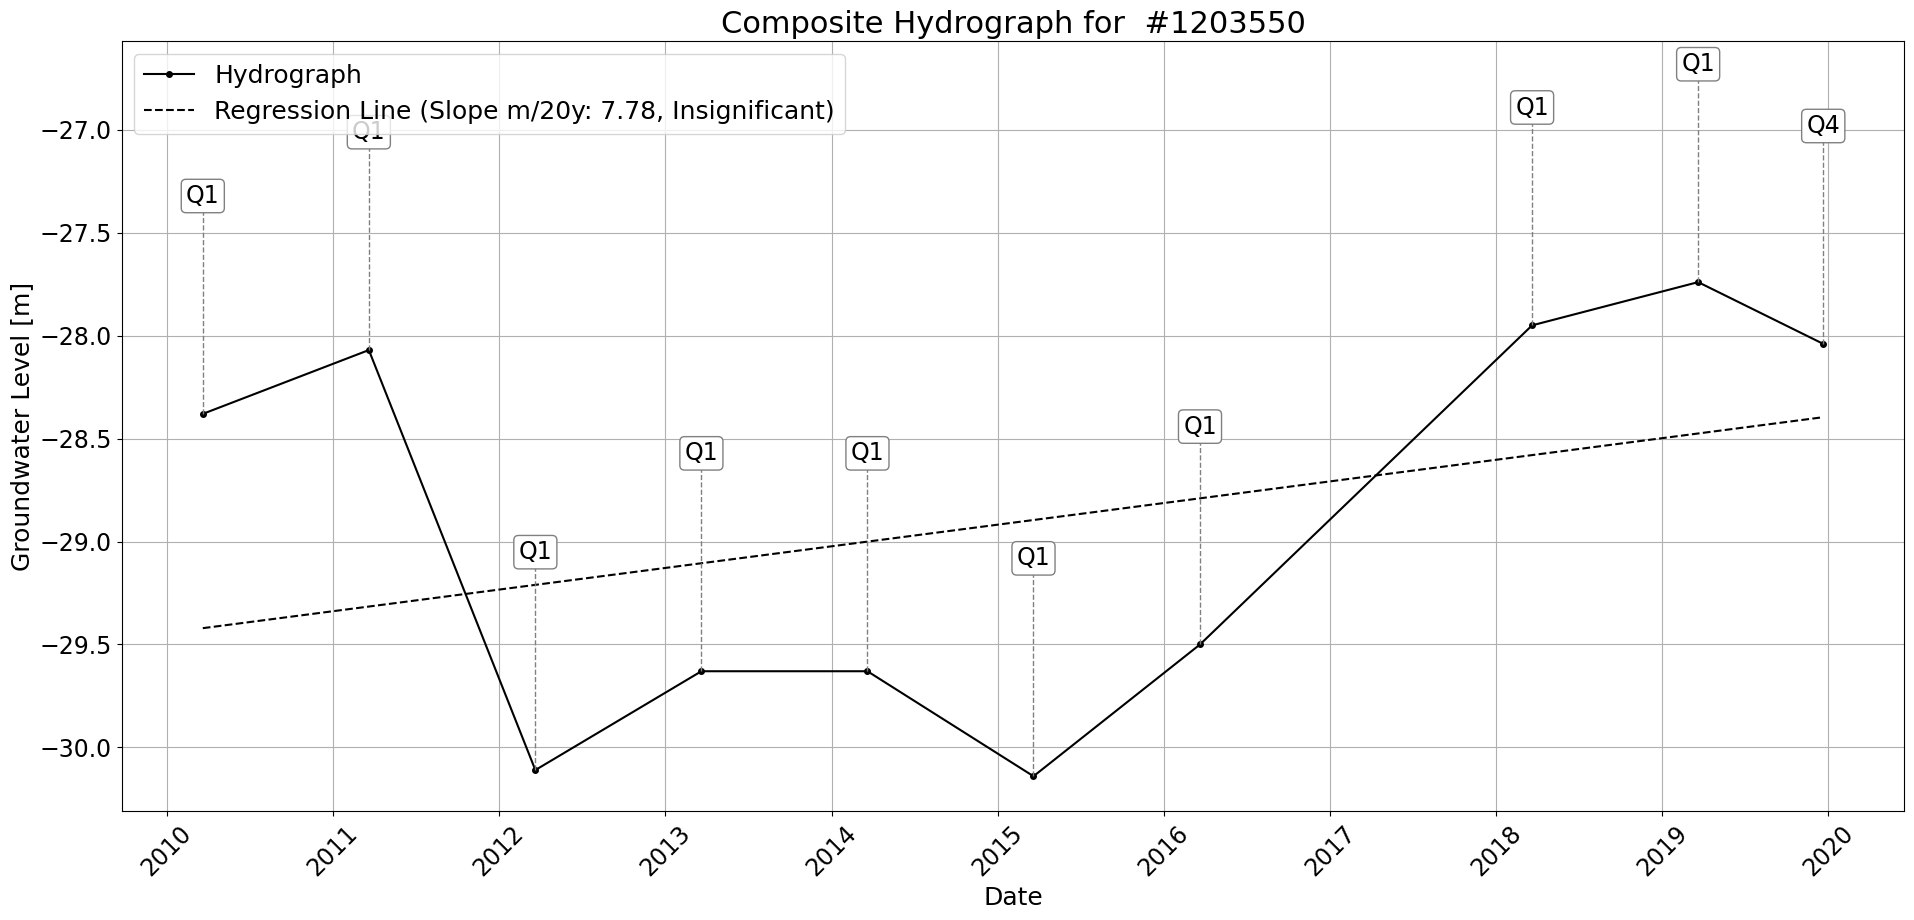 Composite Hydrograph for #1203550
Hydrograph
Regression Line (Slope m/20y: 7.78, Insignificant)
Q1
Q1
Q1
Q1
Q1
Q1
Q1
Q1
Q1
Q4
Groundwater Level [m]
−27.0
−27.5
−28.0
−28.5
−29.0
−29.5
−30.0
2010
2011
2012
2013
2014
2015
2016
2017
2018
2019
2020
Date